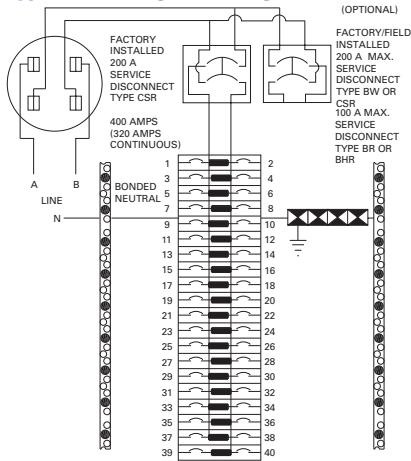 (OPTIONAL)
FACTORY
INSTALLED
200 A
SERVICE
DISCONNECT
TYPE CSR
400 AMPS
(320 AMPS
CONTINUOUS)
FACTORY/FIELD
INSTALLED
200 A MAX.
SERVICE
DISCONNECT
TYPE BW OR
CSR
100 A MAX.
SERVICE
DISCONNECT
TYPE BR OR
BHR
A B
LINE
N
BONDED
NEUTRAL
1 2
3 4
5 6
7 8
9 10
11 12
13 14
15 16
17 18
19 20
21 22
23 24
25 26
27 28
29 30
31 32
33 34
35 36
37 38
39 40